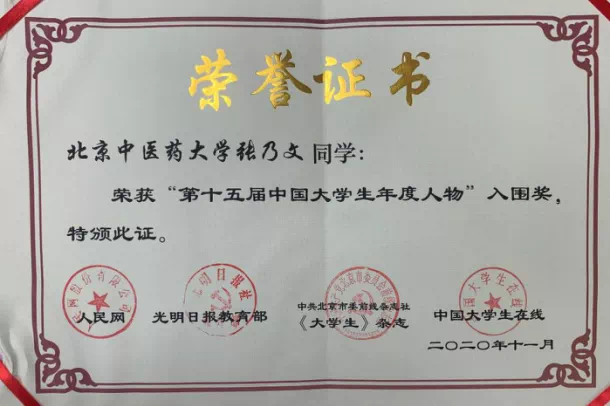 荣誉证书
北京中医药大学张乃文同学：
荣获“第十五届中国大学生年度人物”入围奖，
特颁此证。
人民网 光明日报教育部 中共北京市委前线杂志社《大学生》杂志 中国大学生在线
二〇二〇年十一月